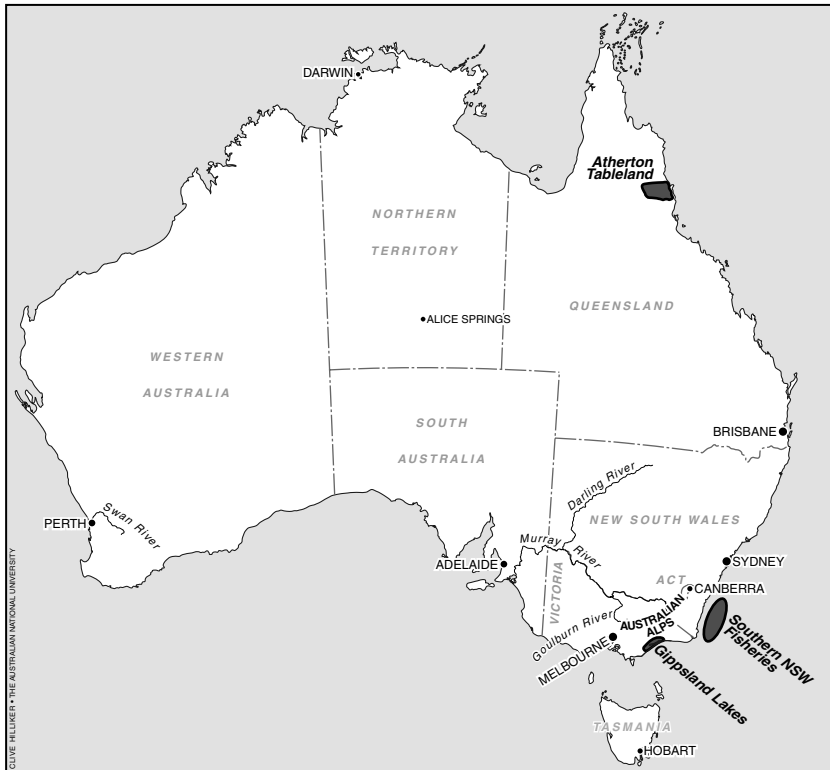 DARWIN
Atherton
Tableland
NORTHERN
TERRITORY
QUEENSLAND
ALICE SPRINGS
WESTERN
AUSTRALIA
SOUTH
AUSTRALIA
BRISBANE
Darling River
NEW SOUTH WALES
PERTH
Swan River
Murray
River
ADELAIDE
SYDNEY
VICTORIA
ACT
CANBERRA
AUSTRALIAN
ALPS
Goulburn River
MELBOURNE
Southern NSW
Fisheries
Gippsland Lakes
TASMANIA
HOBART
CLIVE HILLIKER • THE AUSTRALIAN NATIONAL UNIVERSITY